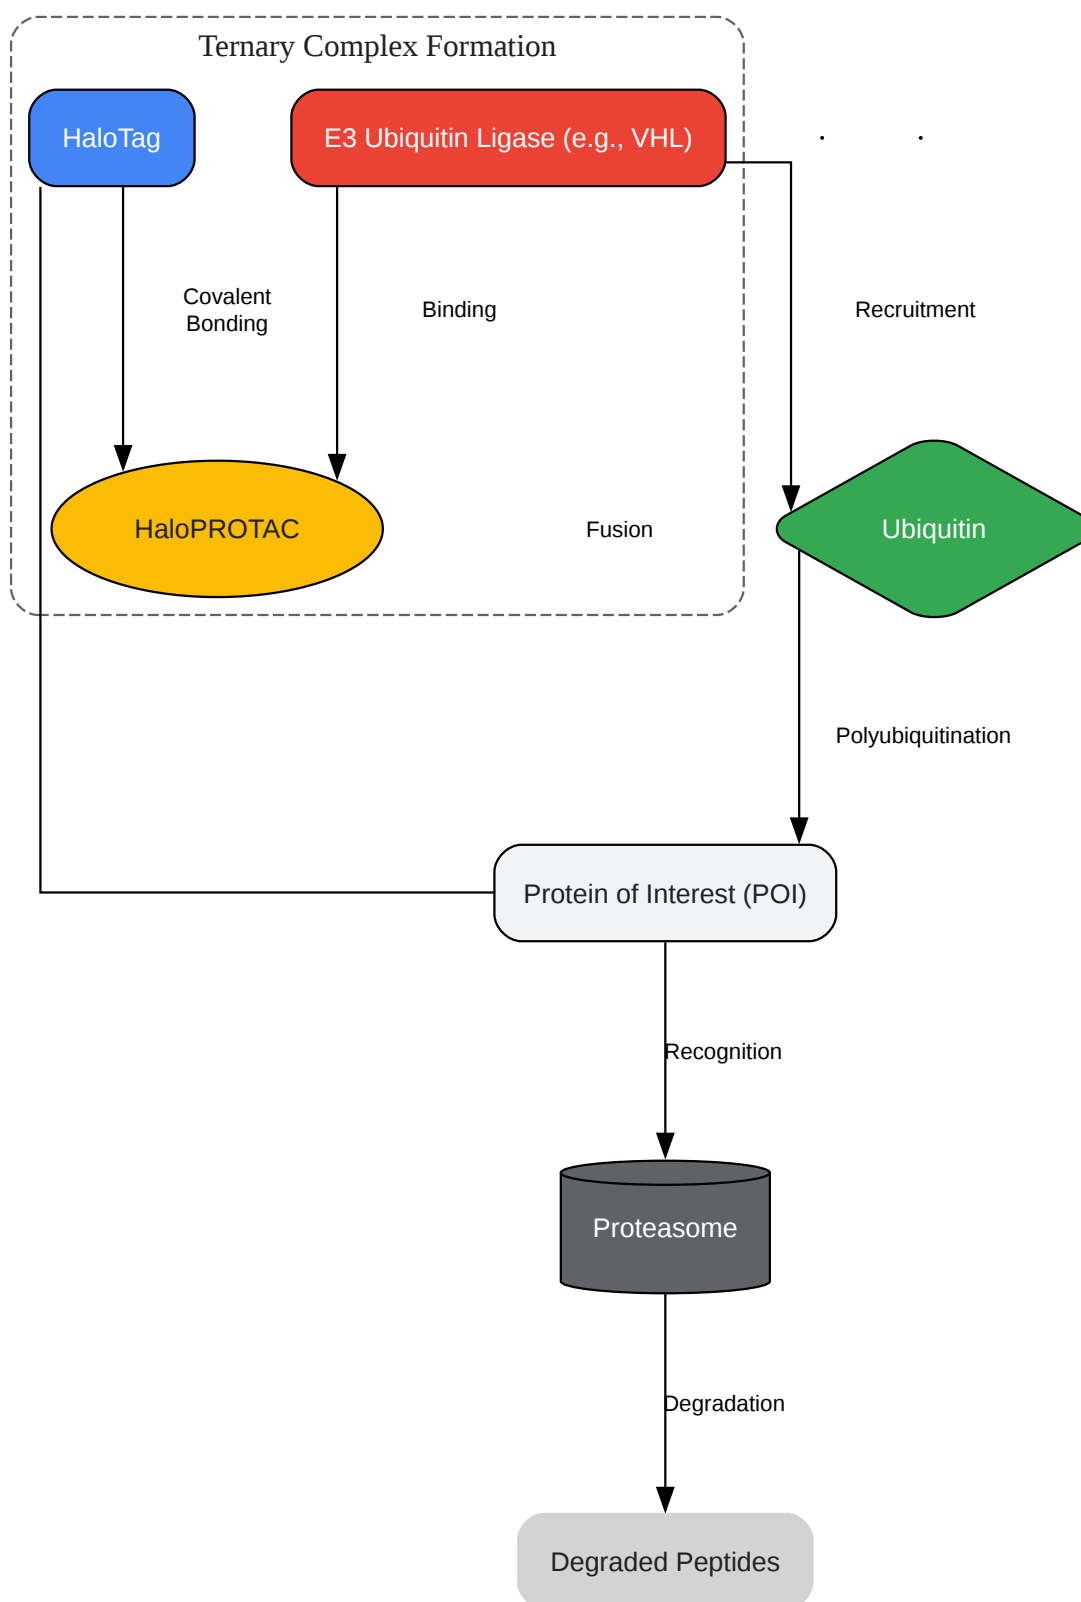 Ternary Complex Formation
HaloTag
E3 Ubiquitin Ligase (e.g., VHL)
Covalent
Bonding
Binding
Recruitment
HaloPROTAC
Fusion
Ubiquitin
Polyubiquitination
Protein of Interest (POI)
Recognition
Proteasome
Degradation
Degraded Peptides